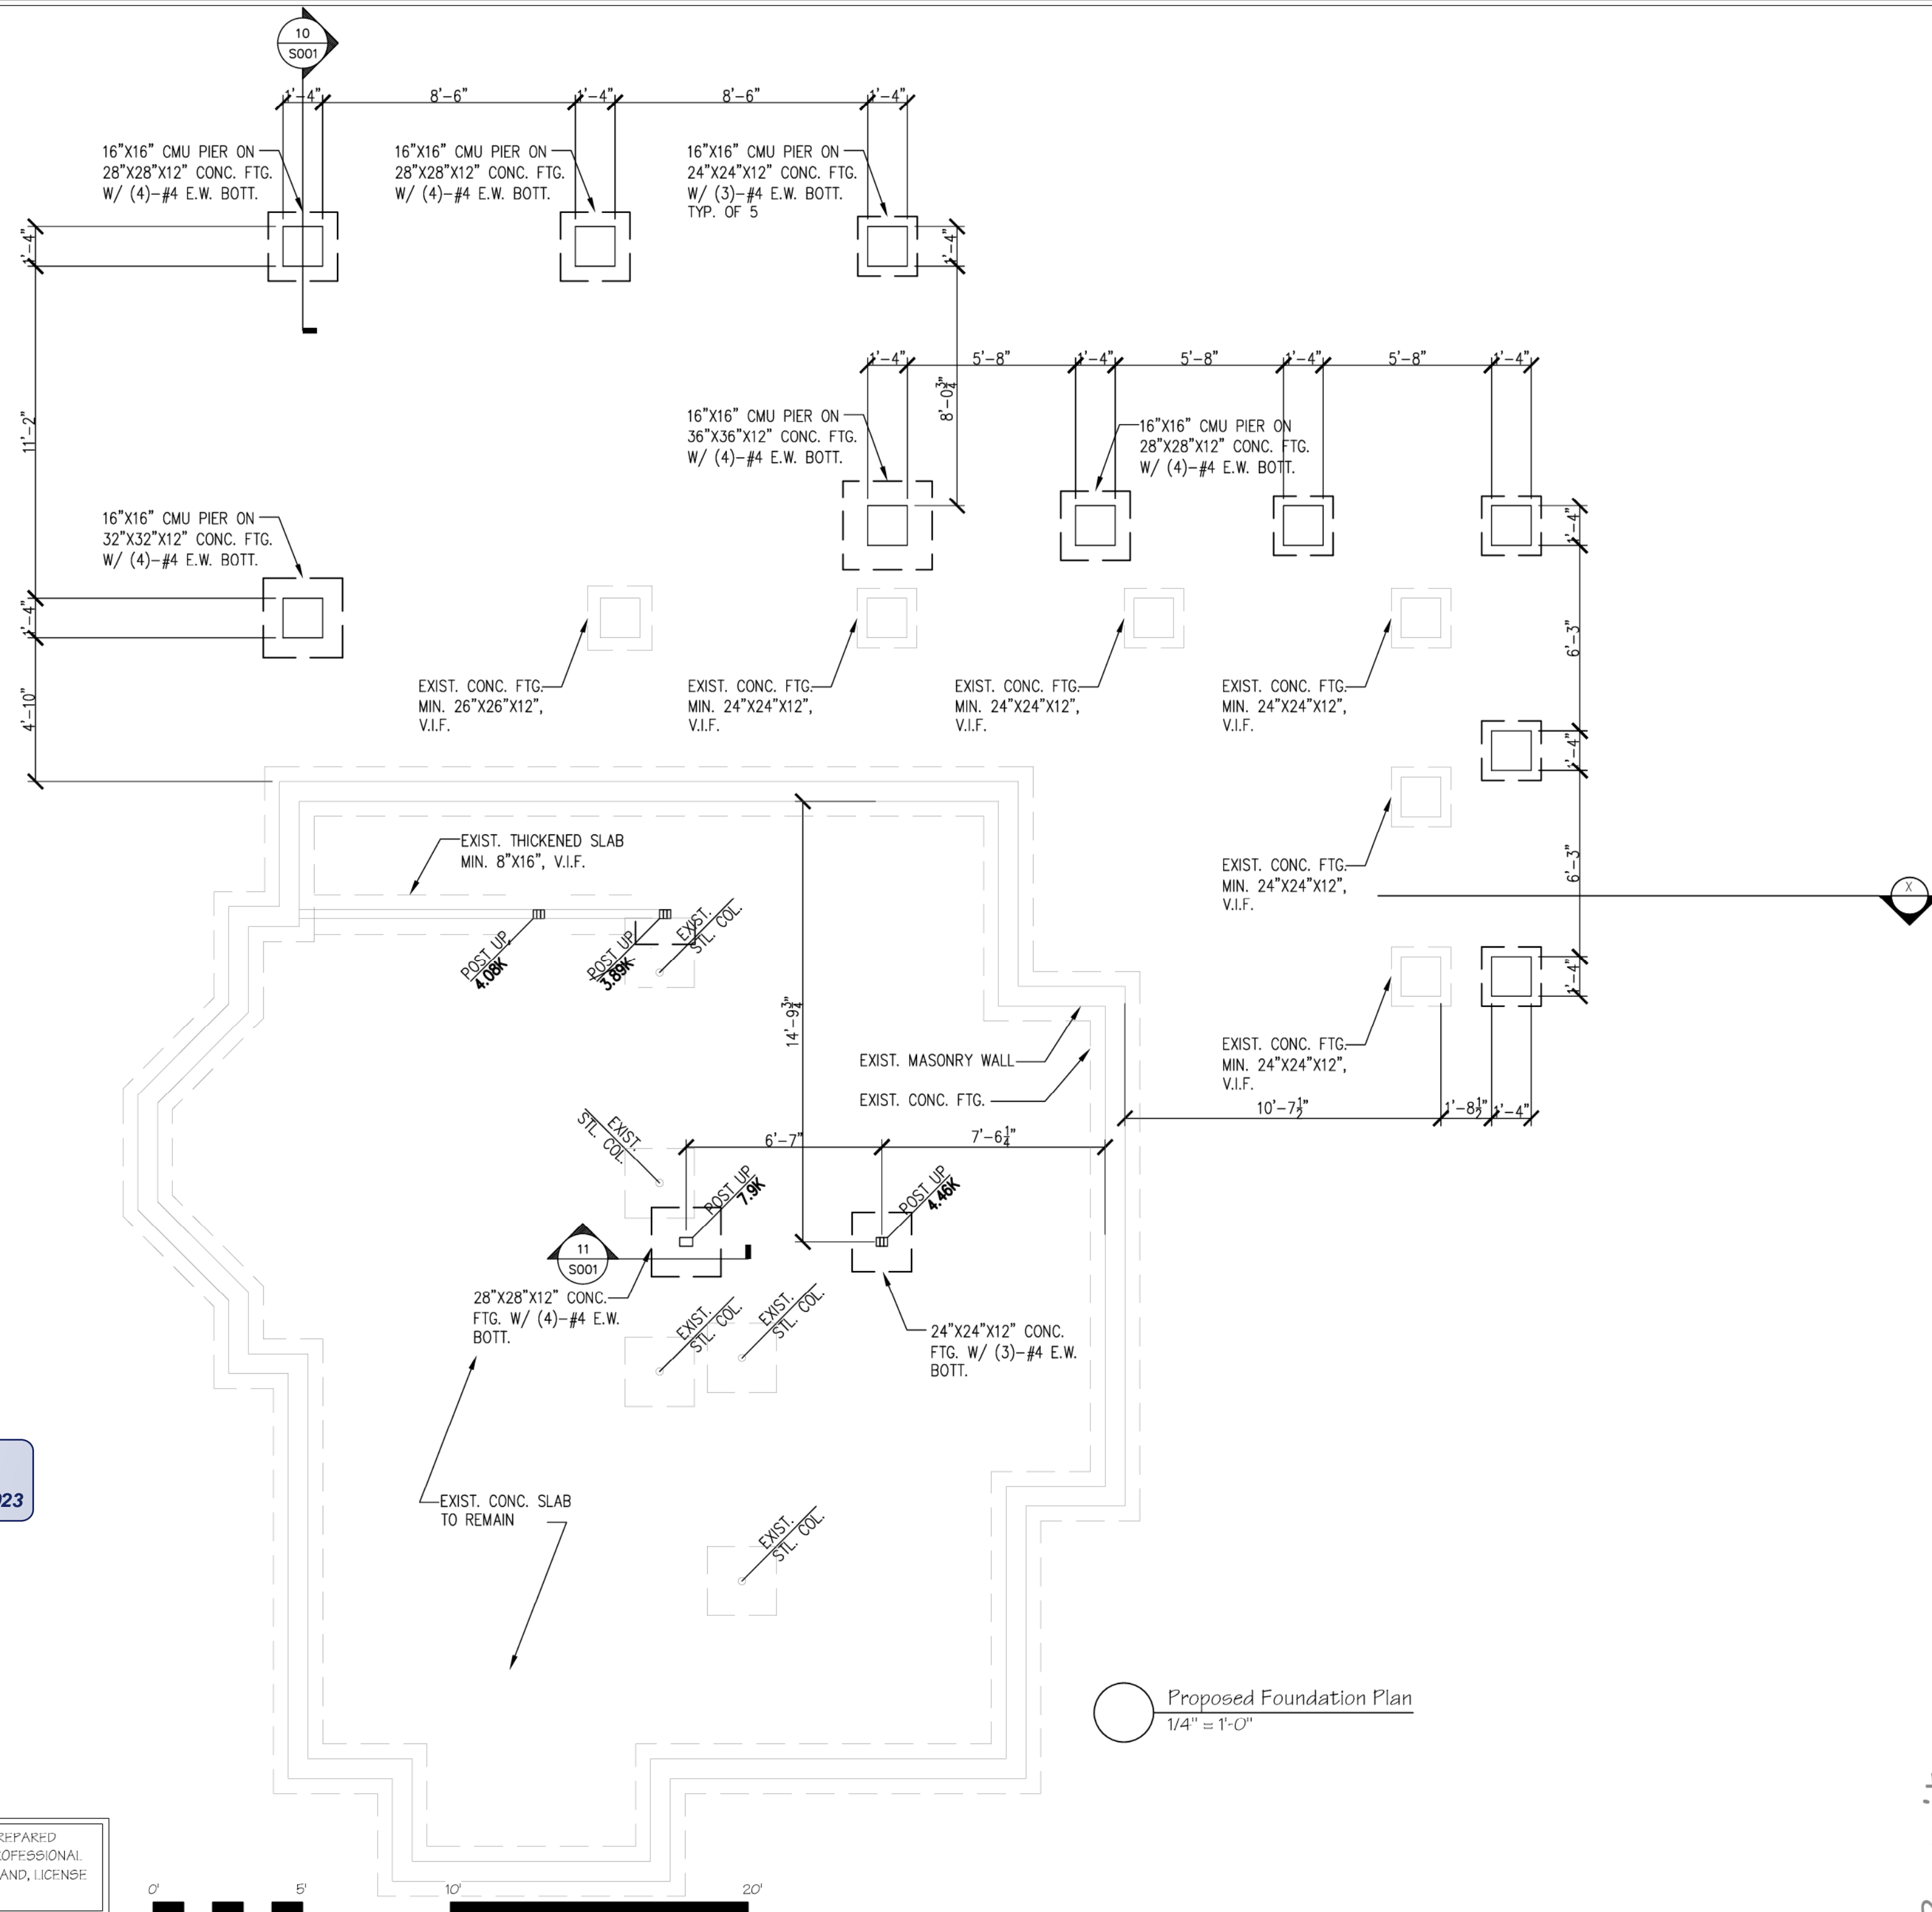 10
S001
1'-4"
8'-6"
1'-4"
8'-6"
1'-4"
16"X16" CMU PIER ON
28"X28"X12" CONC. FTG.
W/ (4)-#4 E.W. BOTT.
16"X16" CMU PIER ON
28"X28"X12" CONC. FTG.
W/ (4)-#4 E.W. BOTT.
16"X16" CMU PIER ON
24"X24"X12" CONC. FTG.
W/ (3)-#4 E.W. BOTT.
TYP. OF 5
1'-4"
1'-4"
11'-2"
8'-0¾"
1'-4"
5'-8"
1'-4"
5'-8"
1'-4"
5'-8"
1'-4"
16"X16" CMU PIER ON
36"X36"X12" CONC. FTG.
W/ (4)-#4 E.W. BOTT.
16"X16" CMU PIER ON
28"X28"X12" CONC. FTG.
W/ (4)-#4 E.W. BOTT.
16"X16" CMU PIER ON
32"X32"X12" CONC. FTG.
W/ (4)-#4 E.W. BOTT.
1'-4"
1'-4"
6'-3"
4'-10"
EXIST. CONC. FTG.
MIN. 26"X26"X12",
V.I.F.
EXIST. CONC. FTG.
MIN. 24"X24"X12",
V.I.F.
EXIST. CONC. FTG.
MIN. 24"X24"X12",
V.I.F.
EXIST. CONC. FTG.
MIN. 24"X24"X12",
V.I.F.
1'-4"
EXIST. THICKENED SLAB
MIN. 8"X16", V.I.F.
EXIST. CONC. FTG.
MIN. 24"X24"X12",
V.I.F.
6'-3"
X
POST UP
4.08K
POST UP
3.89K
EXIST.
STL. COL.
14'-9¾"
1'-4"
EXIST. MASONRY WALL
EXIST. CONC. FTG.
EXIST. CONC. FTG.
MIN. 24"X24"X12",
V.I.F.
10'-7½"
1'-8½"
1'-4"
EXIST.
STL. COL.
6'-7"
7'-6¼"
POST UP
7.9K
POST UP
4.46K
11
S001
28"X28"X12" CONC.
FTG. W/ (4)-#4 E.W.
BOTT.
EXIST.
STL. COL.
EXIST.
STL. COL.
24"X24"X12" CONC.
FTG. W/ (3)-#4 E.W.
BOTT.
EXIST. CONC. SLAB
TO REMAIN
EXIST.
STL. COL.
Proposed Foundation Plan
1/4" = 1'-0"
0'
5'
10'
20'